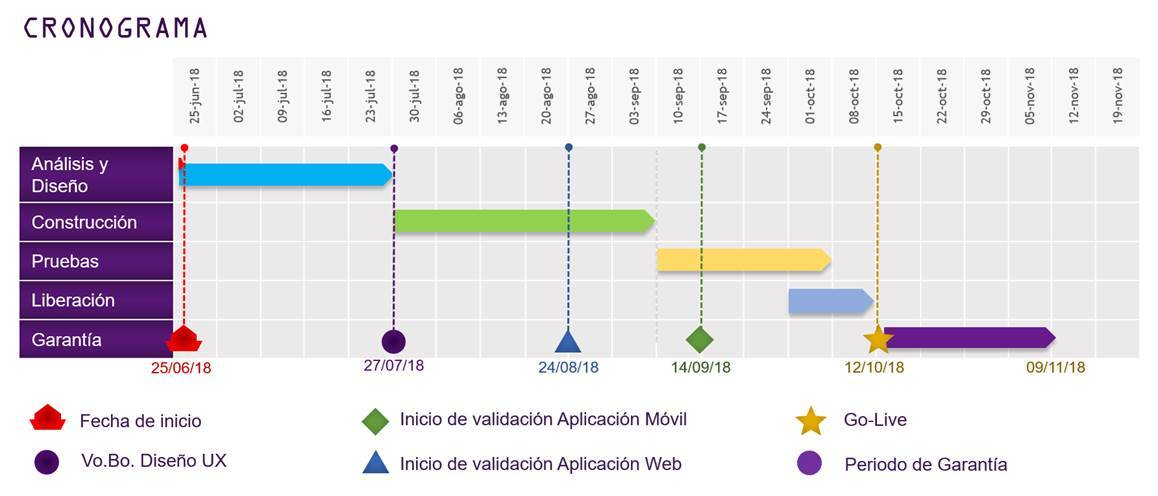 CRONOGRAMA
25-jun-18
02-jul-18
09-jul-18
16-jul-18
23-jul-18
30-jul-18
06-ago-18
13-ago-18
20-ago-18
27-ago-18
03-sep-18
10-sep-18
17-sep-18
24-sep-18
01-oct-18
08-oct-18
15-oct-18
22-oct-18
29-oct-18
05-nov-18
12-nov-18
19-nov-18
Análisis y
Diseño
Construcción
Pruebas
Liberación
Garantía
25/06/18
27/07/18
24/08/18
14/09/18
12/10/18
09/11/18
Fecha de inicio
Inicio de validación Aplicación Móvil
Go-Live
Vo.Bo. Diseño UX
Inicio de validación Aplicación Web
Periodo de Garantía